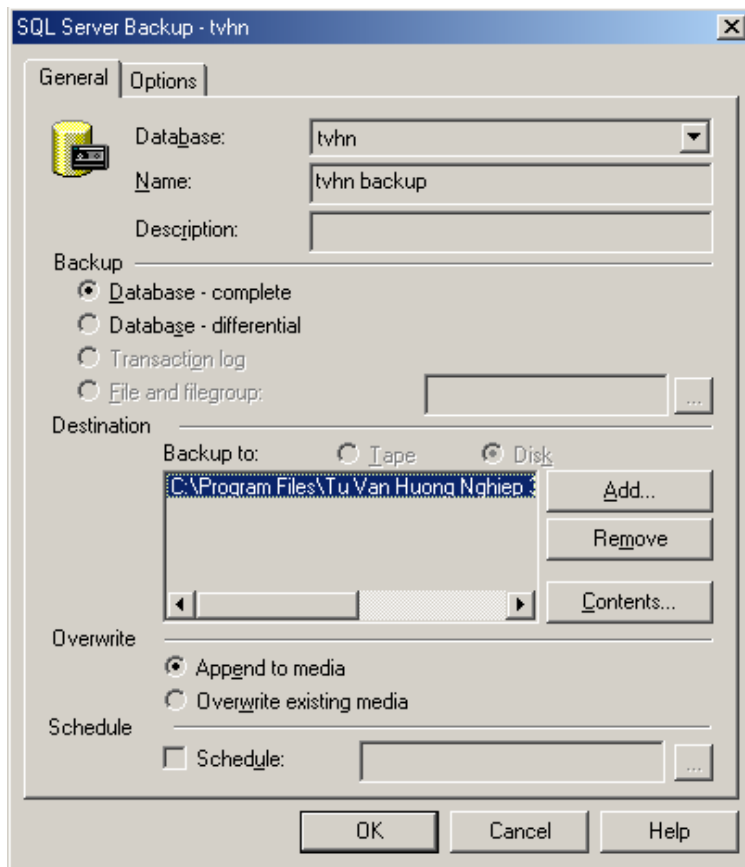 SQL Server Backup - tvhn
General Options
Database: tvhn
Name: tvhn backup
Description:
Backup
Database - complete
Database - differential
Transaction log
File and filegroup: ...
Destination
Backup to: Tape Disk
C:\Program Files\Tu Van Huong Nghiep
Add...
Remove
Contents...
Overwrite
Append to media
Overwrite existing media
Schedule
Schedule: ...
OK Cancel Help